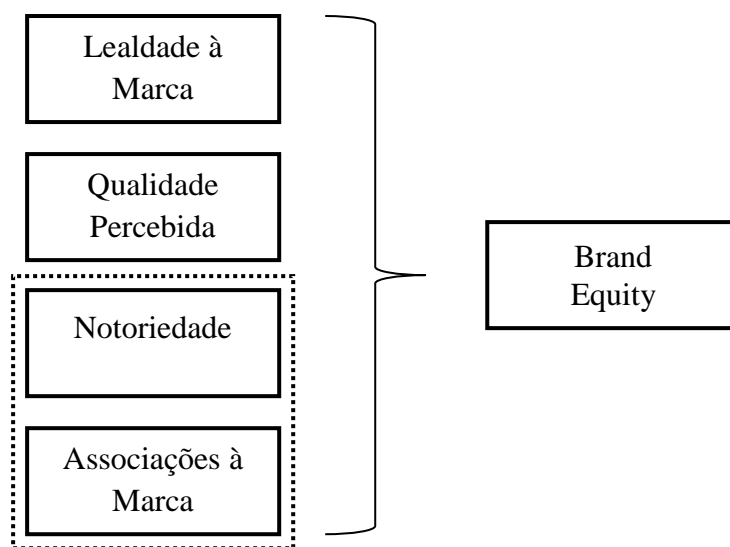 Lealdade à
Marca
Qualidade
Percebida
Notoriedade
Associações à
Marca
Brand
Equity